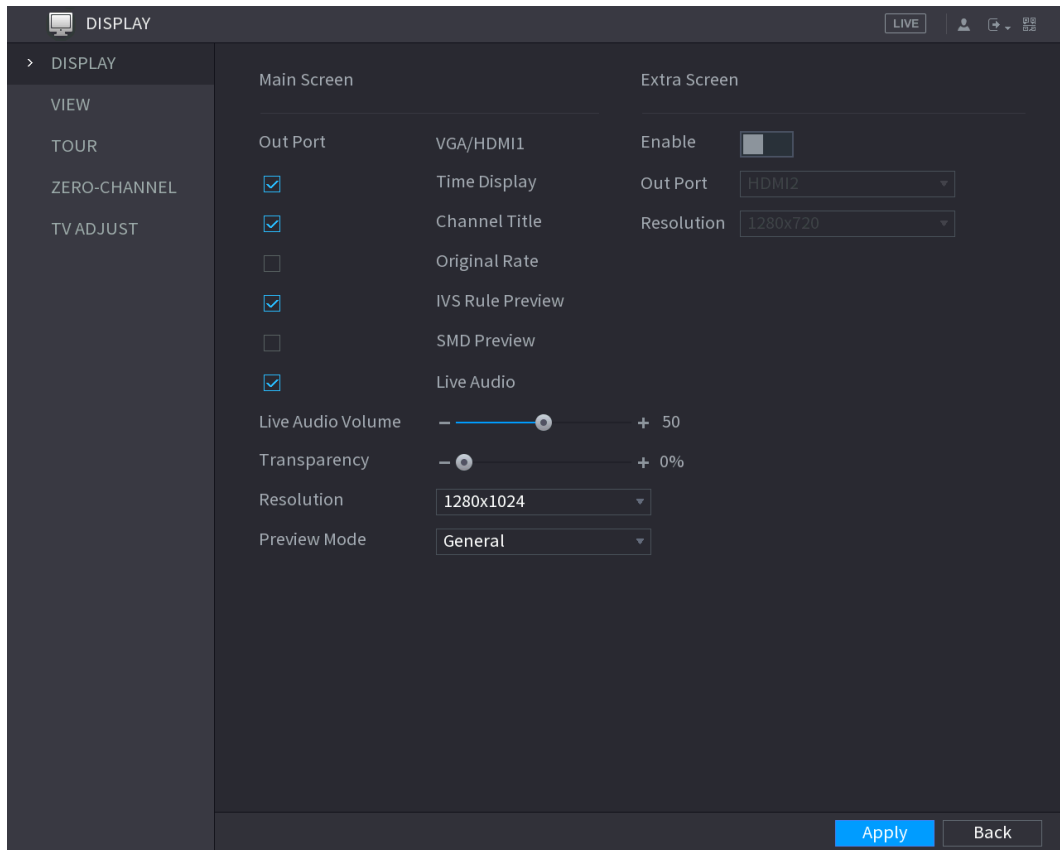 DISPLAY
LIVE
DISPLAY
VIEW
TOUR
ZERO-CHANNEL
TV ADJUST
Main Screen
Out Port VGA/HDMI1
Time Display
Channel Title
Original Rate
IVS Rule Preview
SMD Preview
Live Audio
Live Audio Volume - + 50
Transparency - + 0%
Resolution 1280x1024
Preview Mode General
Extra Screen
Enable
Out Port HDMI2
Resolution 1280x720
Apply Back